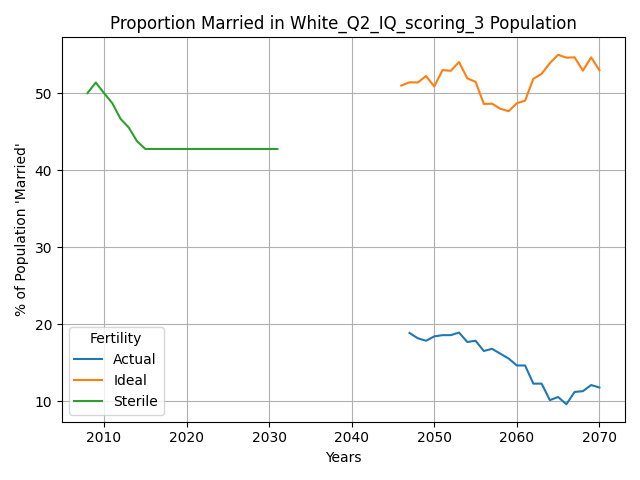 Proportion Married in White_Q2_IQ_scoring_3 Population
% of Population 'Married'
50
40
30
20
10
Fertility
Actual
Ideal
Sterile
2010 2020 2030 2040 2050 2060 2070
Years